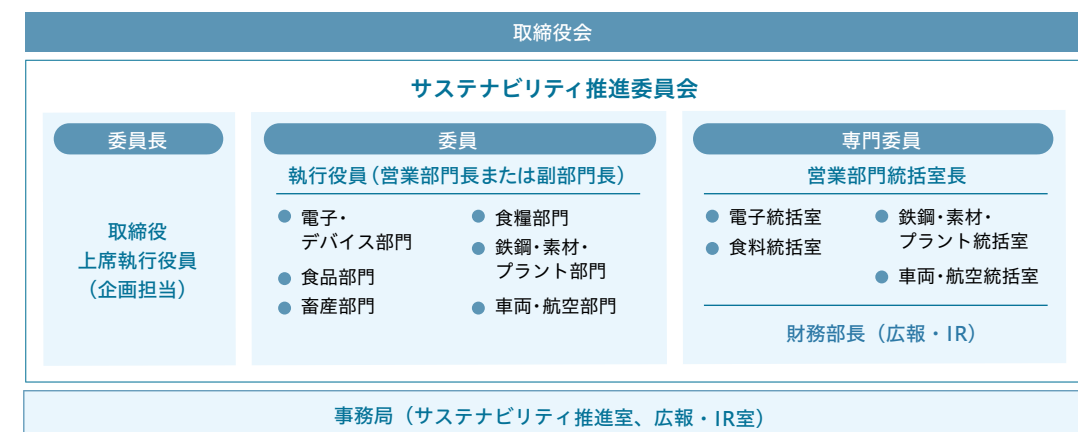 取締役会
サステナビリティ推進委員会
委員長
取締役
上席執行役員
（企画担当）
委員
執行役員（営業部門長または副部門長）
電子・
デバイス部門
食品部門
畜産部門
食糧部門
鉄鋼・素材・
プラント部門
車両・航空部門
専門委員
営業部門統括室長
電子統括室
食料統括室
鉄鋼・素材・
プラント統括室
車両・航空統括室
財務部長（広報・IR）
事務局（サステナビリティ推進室、広報・IR室）